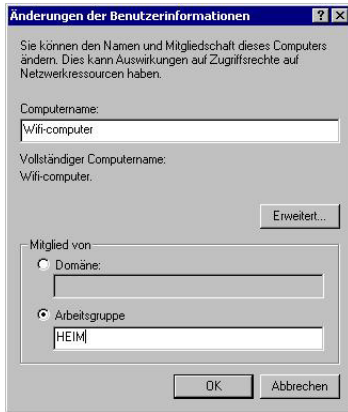 Änderungen der Benutzerinformationen
Sie können den Namen und Mitgliedschaft dieses Computers
ändern. Dies kann Auswirkungen auf Zugriffsrechte auf
Netzwerkressourcen haben.
Computername:
Wifi-computer
Vollständiger Computername:
Wifi-computer.
Erweitert...
Mitglied von
Domäne:
Arbeitsgruppe
HEIM
OK
Abbrechen